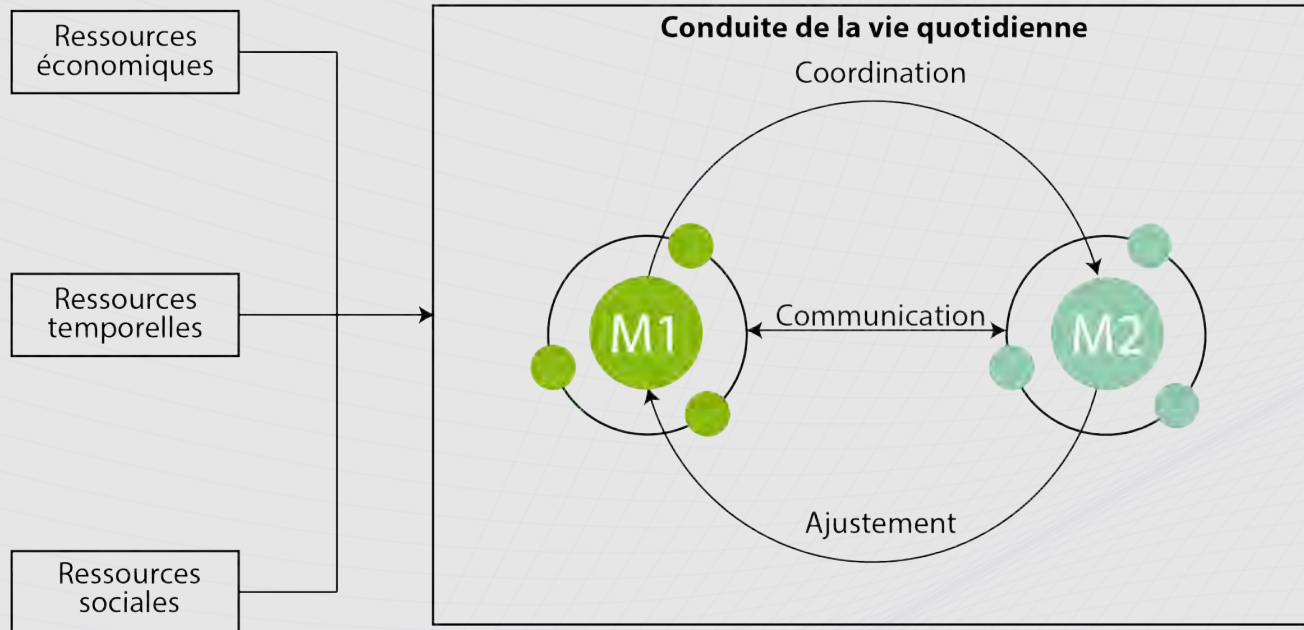 Ressources
économiques
Ressources
temporelles
Ressources
sociales
Conduite de la vie quotidienne
Coordination
M1
Communication
M2
Ajustement